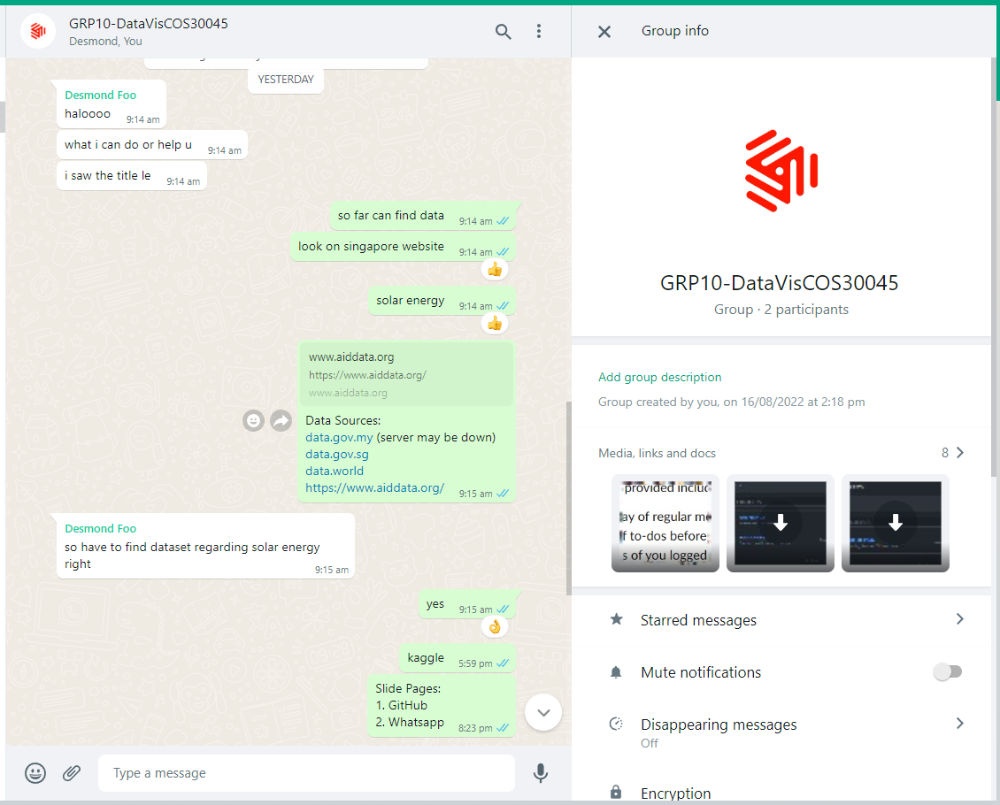 GRP10-DataVisCOS30045
Desmond, You
YESTERDAY
Desmond Foo
haloooo 9:14 am
what i can do or help u 9:14 am
i saw the title le 9:14 am
so far can find data 9:14 am
look on singapore website 9:14 am
solar energy 9:14 am
www.aiddata.org
https://www.aiddata.org/
www.aiddata.org
Data Sources:
data.gov.my (server may be down)
data.gov.sg
data.world
https://www.aiddata.org/ 9:15 am
Desmond Foo
so have to find dataset regarding solar energy
right 9:15 am
yes 9:15 am
kaggle 5:59 pm
Slide Pages:
1. GitHub
2. Whatsapp 8:23 pm
Type a message
Group info
GRP10-DataVisCOS30045
Group · 2 participants
Add group description
Group created by you, on 16/08/2022 at 2:18 pm
Media, links and docs 8
provided
ay of regular
f to-dos before
s of you logged
Starred messages
Mute notifications
Disappearing messages
Off
Encryption